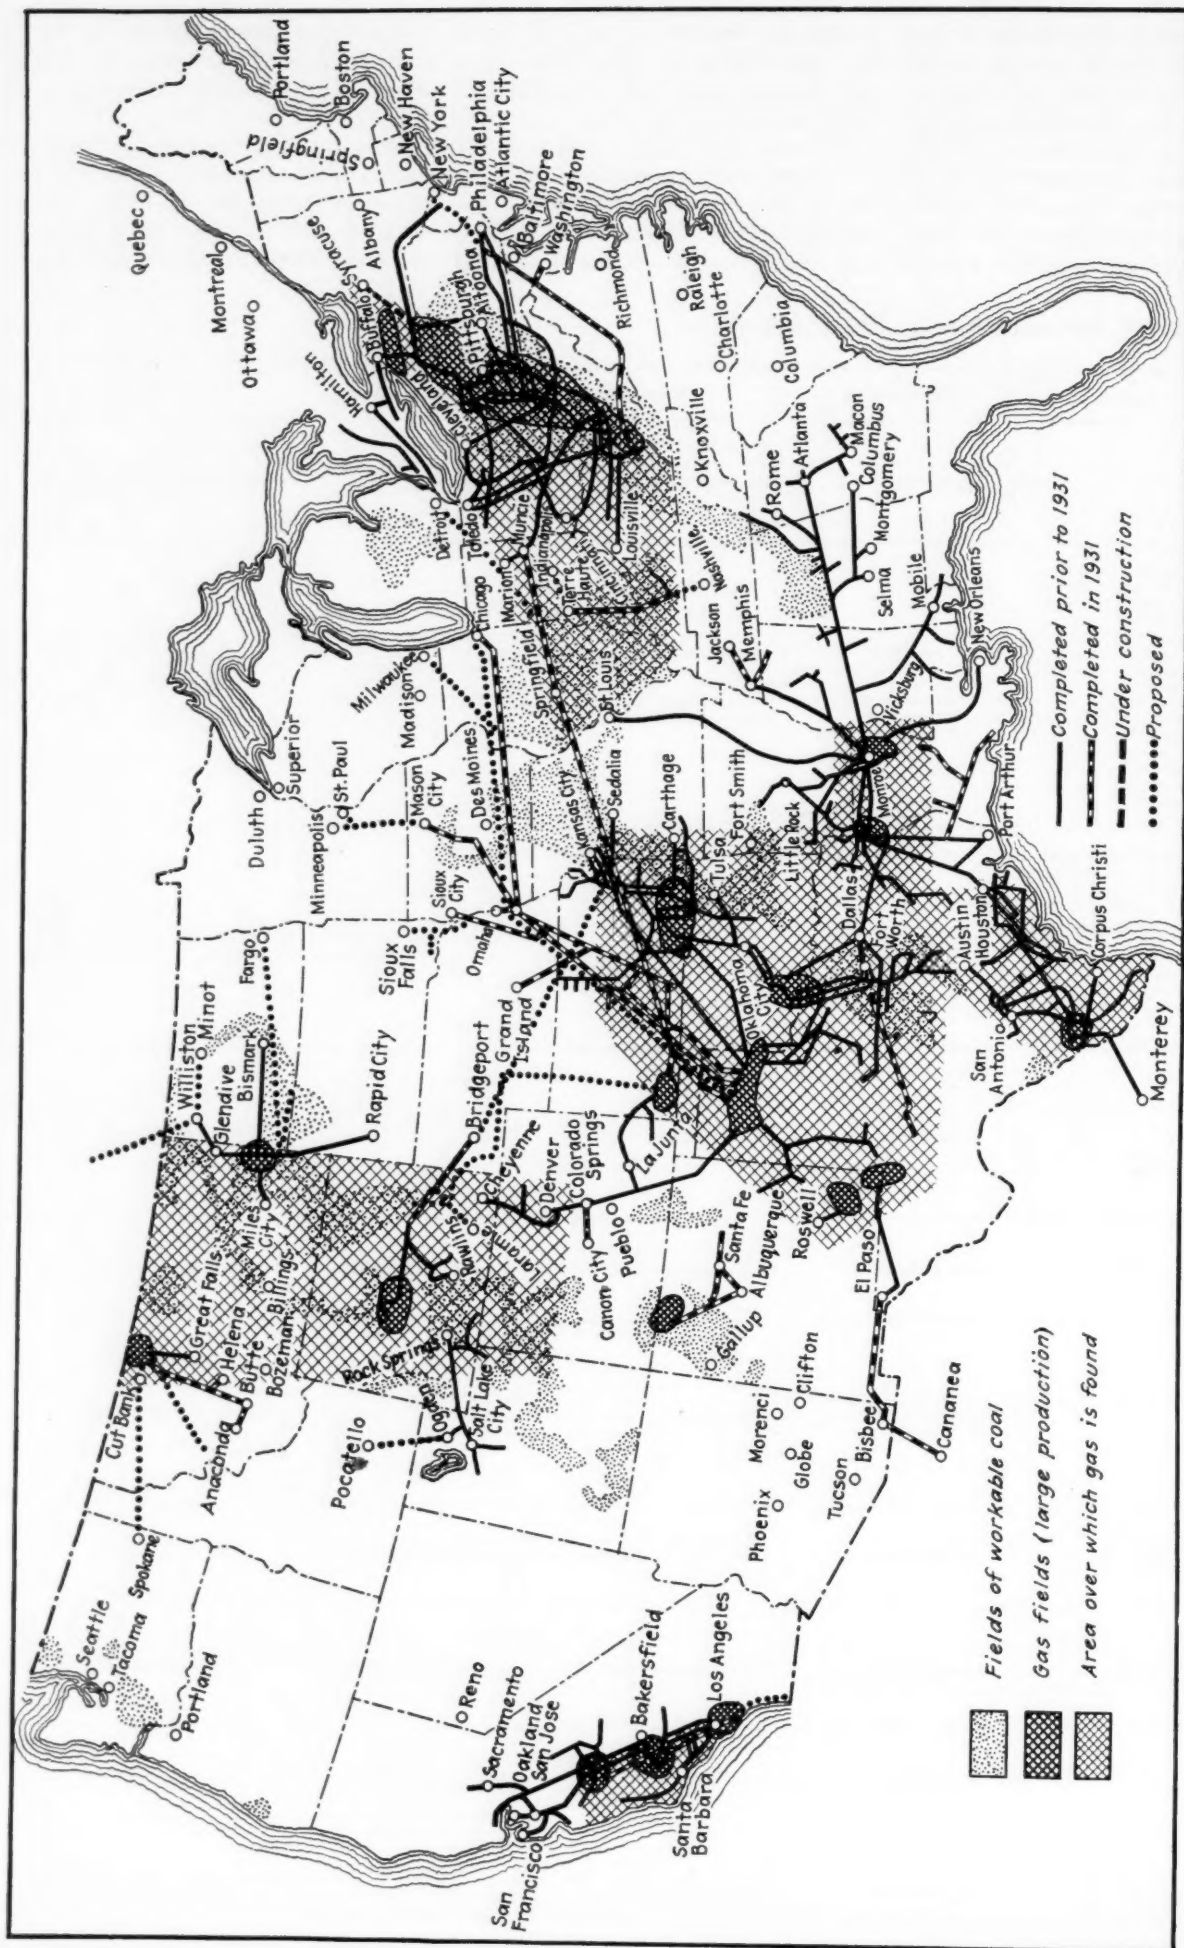 Seattle
Tacoma
Spokane
Portland
Cut Bank
Great Falls
Helena
Anaconda
Butte
Bozeman
Billings
Miles
City
Williston
Minot
Glendive
Bismark
Fargo
Rapid City
Duluth
Superior
Minneapolis
St. Paul
Sioux
Falls
Mason
City
Sioux
City
Madison
Milwaukee
Des Moines
Omaha
Chicago
Pocatello
Ogden
Salt Lake
City
Rock Springs
Rawlins
Laramie
Cheyenne
Bridgeport
Grand
Island
Denver
Colorado
Springs
Canon City
Pueblo
La Junta
Reno
Sacramento
Oakland
San Jose
San
Francisco
Bakersfield
Santa
Barbara
Los Angeles
Phoenix
Morenci
Globe
Clifton
Tucson
Bisbee
Cananea
Gallup
Santa Fe
Albuquerque
Roswell
El Paso
Kansas City
Sedalia
Carthage
St Louis
Springfield
Tulsa
Fort Smith
Oklahoma
City
Little Rock
Dallas
Fort
Worth
Austin
Houston
San
Antonio
Corpus Christi
Monterey
Port Arthur
Monroe
Vicksburg
New Orleans
Mobile
Jackson
Memphis
Nashville
Knoxville
Selma
Montgomery
Columbus
Macon
Atlanta
Rome
Columbia
Charlotte
Raleigh
Richmond
Washington
Baltimore
Atlantic City
Philadelphia
New York
New Haven
Boston
Portland
Springfield
Albany
Syracuse
Buffalo
Hamilton
Ottawa
Montreal
Quebec
Altoona
Pittsburgh
Cleveland
Toledo
Detroit
Marion
Muncie
Indianapolis
Terre
Haute
Cincinnati
Louisville
Fields of workable coal
Gas fields (large production)
Area over which gas is found
Completed prior to 1931
Completed in 1931
Under construction
Proposed